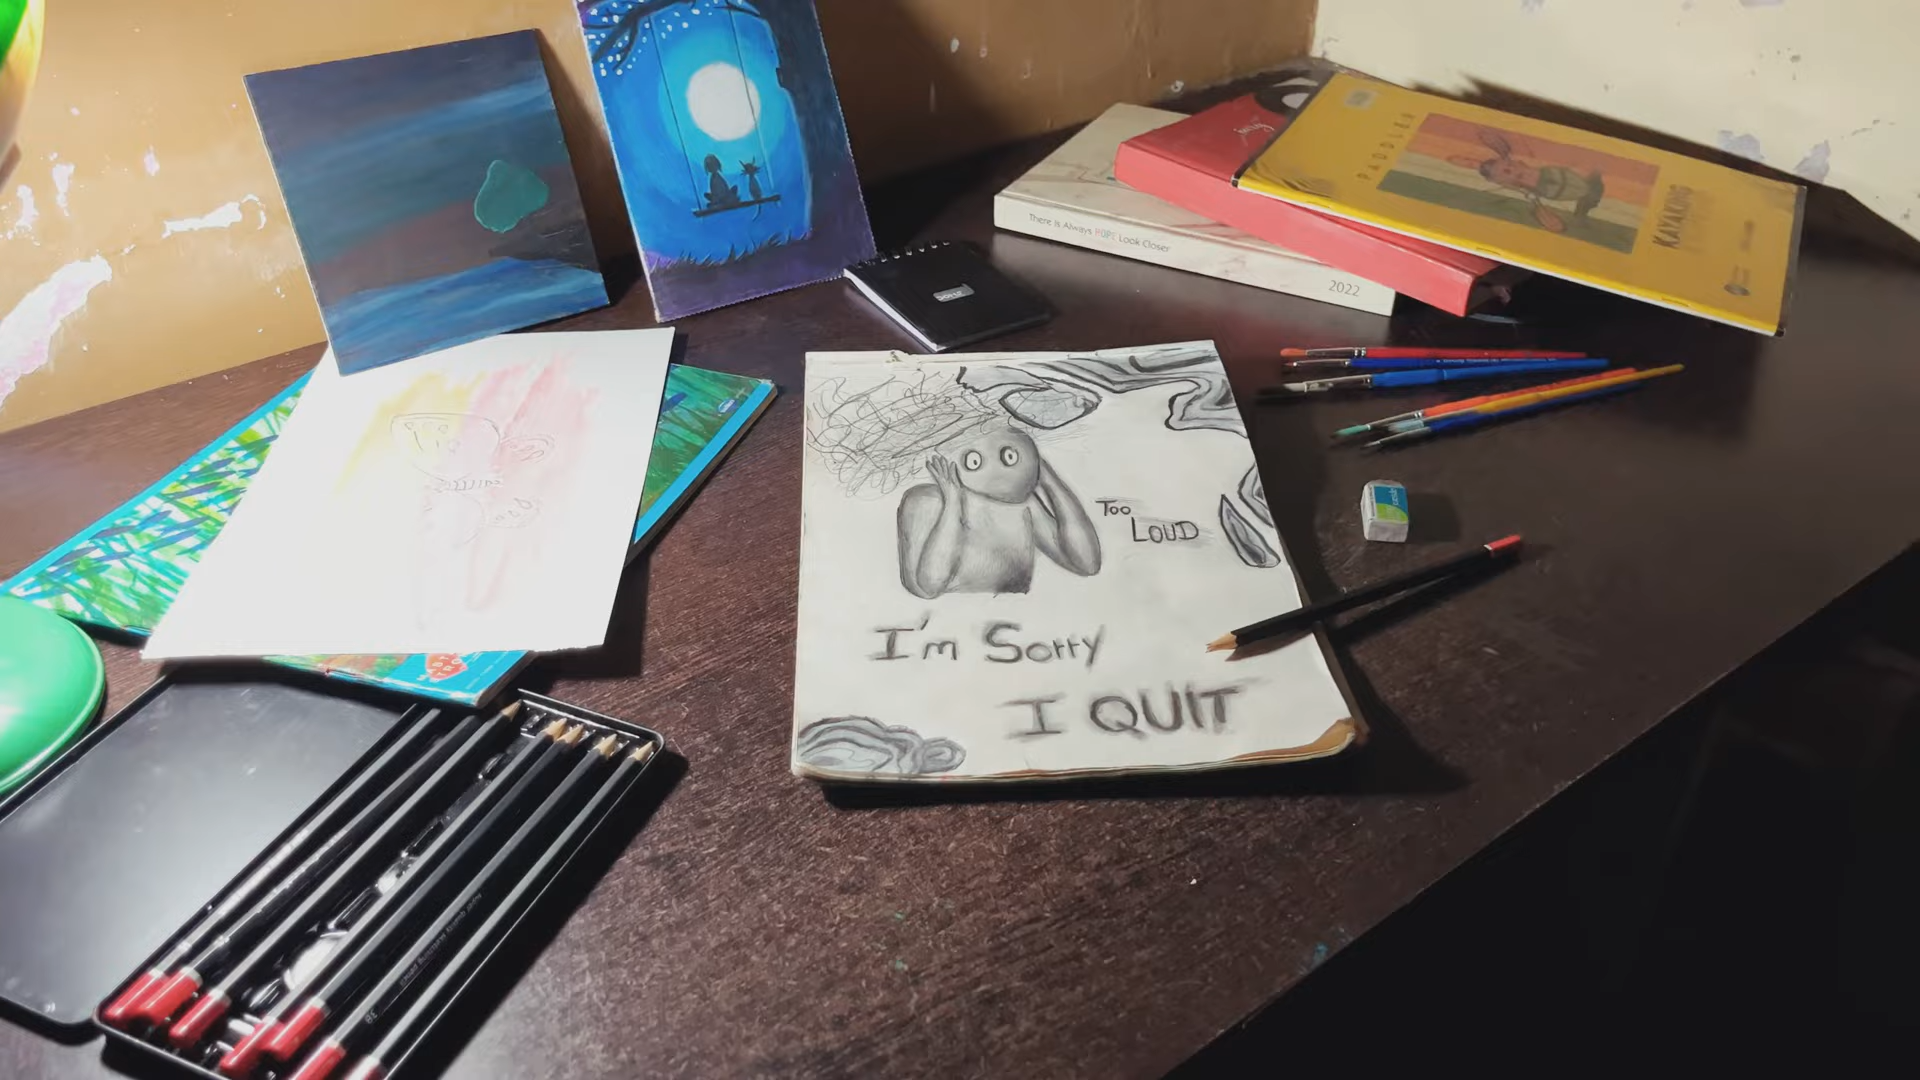 PADDLES
KAYAKING
There is Always HOPE Look Closer
2022
Too
LOUD
I'm Sorry
I QUIT